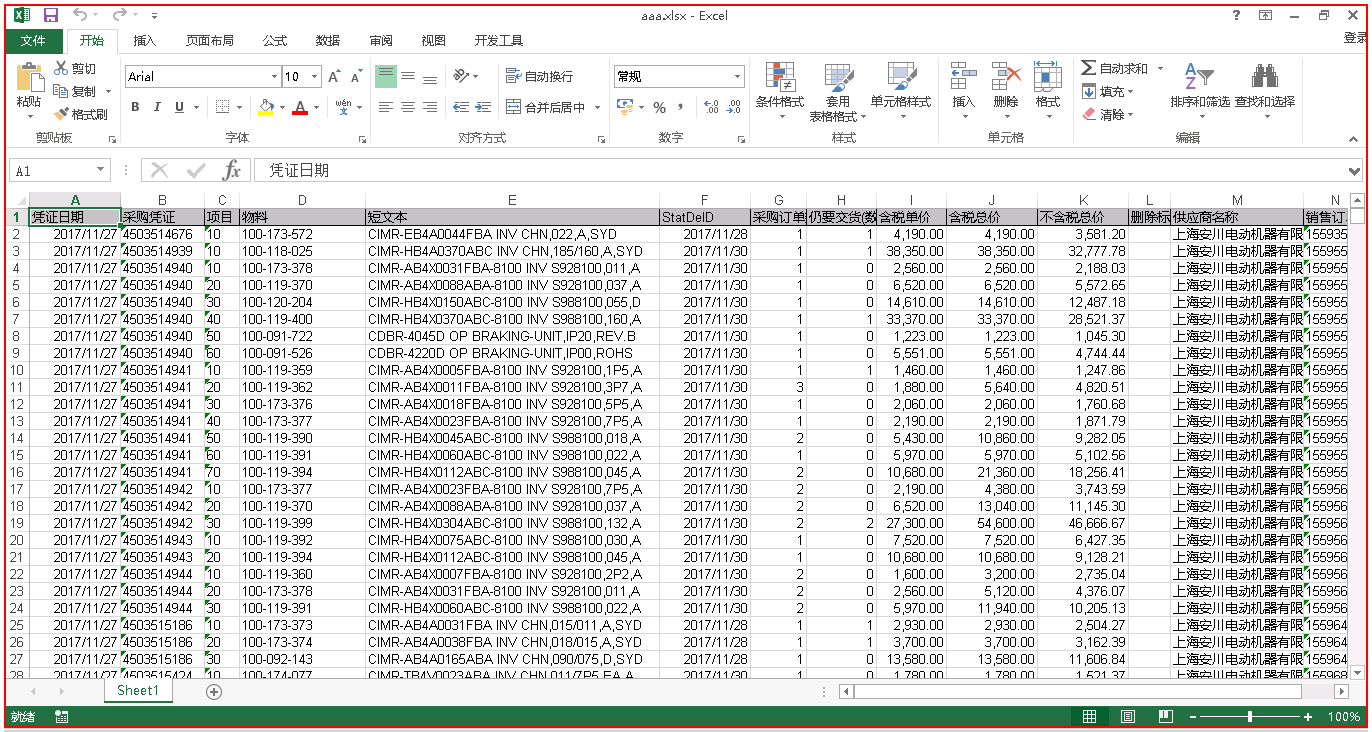 aaa.xlsx - Excel
文件 开始 插入 页面布局 公式 数据 审阅 视图 开发工具 登录
剪切
复制
格式刷
粘贴
剪贴板
Arial 10
B I U wén 文
字体
自动换行
合并后居中
对齐方式
常规
% ,
数字
条件格式 套用 表格格式 单元格样式
样式
插入 删除 格式
单元格
自动求和
填充
清除
排序和筛选 查找和选择
编辑
A1 fx 凭证日期
A B C D E F G H I J K L M N
1 凭证日期 采购凭证 项目 物料 短文本 StatDelD 采购订单 仍要交货(数 含税单价 含税总价 不含税总价 删除标 供应商名称 销售订
2 2017/11/27 4503514676 10 100-173-572 CIMR-EB4A0044FBA INV CHN,022,A,SYD 2017/11/28 1 1 4,190.00 4,190.00 3,581.20 上海安川电动机器有限 155935
3 2017/11/27 4503514939 10 100-118-025 CIMR-HB4A0370ABC INV CHN,185/160,A,SYD 2017/11/30 1 1 38,350.00 38,350.00 32,777.78 上海安川电动机器有限 155955
4 2017/11/27 4503514940 10 100-173-378 CIMR-AB4X0031FBA-8100 INV S928100,011,A 2017/11/30 1 0 2,560.00 2,560.00 2,188.03 上海安川电动机器有限 155955
5 2017/11/27 4503514940 20 100-119-370 CIMR-AB4X0088ABA-8100 INV S928100,037,A 2017/11/30 1 0 6,520.00 6,520.00 5,572.65 上海安川电动机器有限 155955
6 2017/11/27 4503514940 30 100-120-204 CIMR-HB4X0150ABC-8100 INV S988100,055,D 2017/11/30 1 0 14,610.00 14,610.00 12,487.18 上海安川电动机器有限 155955
7 2017/11/27 4503514940 40 100-119-400 CIMR-HB4X0370ABC-8100 INV S988100,160,A 2017/11/30 1 1 33,370.00 33,370.00 28,521.37 上海安川电动机器有限 155955
8 2017/11/27 4503514940 50 100-091-722 CDBR-4045D OP BRAKING-UNIT,IP20,REV.B 2017/11/30 1 0 1,223.00 1,223.00 1,045.30 上海安川电动机器有限 155955
9 2017/11/27 4503514940 60 100-091-526 CDBR-4220D OP BRAKING-UNIT,IP00,ROHS 2017/11/30 1 0 5,551.00 5,551.00 4,744.44 上海安川电动机器有限 155955
10 2017/11/27 4503514941 10 100-119-359 CIMR-AB4X0005FBA-8100 INV S928100,1P5,A 2017/11/30 1 1 1,460.00 1,460.00 1,247.86 上海安川电动机器有限 155955
11 2017/11/27 4503514941 20 100-119-362 CIMR-AB4X0011FBA-8100 INV S928100,3P7,A 2017/11/30 3 0 1,880.00 5,640.00 4,820.51 上海安川电动机器有限 155955
12 2017/11/27 4503514941 30 100-173-376 CIMR-AB4X0018FBA-8100 INV S928100,5P5,A 2017/11/30 1 0 2,060.00 2,060.00 1,760.68 上海安川电动机器有限 155955
13 2017/11/27 4503514941 40 100-173-377 CIMR-AB4X0023FBA-8100 INV S928100,7P5,A 2017/11/30 1 0 2,190.00 2,190.00 1,871.79 上海安川电动机器有限 155955
14 2017/11/27 4503514941 50 100-119-390 CIMR-HB4X0045ABC-8100 INV S988100,018,A 2017/11/30 2 0 5,430.00 10,860.00 9,282.05 上海安川电动机器有限 155955
15 2017/11/27 4503514941 60 100-119-391 CIMR-HB4X0060ABC-8100 INV S988100,022,A 2017/11/30 1 0 5,970.00 5,970.00 5,102.56 上海安川电动机器有限 155955
16 2017/11/27 4503514941 70 100-119-394 CIMR-HB4X0112ABC-8100 INV S988100,045,A 2017/11/30 2 0 10,680.00 21,360.00 18,256.41 上海安川电动机器有限 155955
17 2017/11/27 4503514942 10 100-173-377 CIMR-AB4X0023FBA-8100 INV S928100,7P5,A 2017/11/30 2 0 2,190.00 4,380.00 3,743.59 上海安川电动机器有限 155956
18 2017/11/27 4503514942 20 100-119-370 CIMR-AB4X0088ABA-8100 INV S928100,037,A 2017/11/30 2 0 6,520.00 13,040.00 11,145.30 上海安川电动机器有限 155956
19 2017/11/27 4503514942 30 100-119-399 CIMR-HB4X0304ABC-8100 INV S988100,132,A 2017/11/30 2 2 27,300.00 54,600.00 46,666.67 上海安川电动机器有限 155956
20 2017/11/27 4503514943 10 100-119-392 CIMR-HB4X0075ABC-8100 INV S988100,030,A 2017/11/30 1 0 7,520.00 7,520.00 6,427.35 上海安川电动机器有限 155956
21 2017/11/27 4503514943 20 100-119-394 CIMR-HB4X0112ABC-8100 INV S988100,045,A 2017/11/30 1 0 10,680.00 10,680.00 9,128.21 上海安川电动机器有限 155956
22 2017/11/27 4503514944 10 100-119-360 CIMR-AB4X0007FBA-8100 INV S928100,2P2,A 2017/11/30 2 0 1,600.00 3,200.00 2,735.04 上海安川电动机器有限 155956
23 2017/11/27 4503514944 20 100-173-378 CIMR-AB4X0031FBA-8100 INV S928100,011,A 2017/11/30 2 0 2,560.00 5,120.00 4,376.07 上海安川电动机器有限 155956
24 2017/11/27 4503514944 30 100-119-391 CIMR-HB4X0060ABC-8100 INV S988100,022,A 2017/11/30 2 0 5,970.00 11,940.00 10,205.13 上海安川电动机器有限 155956
25 2017/11/27 4503515186 10 100-173-373 CIMR-AB4A0031FBA INV CHN,015/011,A,SYD 2017/11/28 1 1 2,930.00 2,930.00 2,504.27 上海安川电动机器有限 155964
26 2017/11/27 4503515186 20 100-173-374 CIMR-AB4A0038FBA INV CHN,018/015,A,SYD 2017/11/28 1 1 3,700.00 3,700.00 3,162.39 上海安川电动机器有限 155964
27 2017/11/27 4503515186 30 100-092-143 CIMR-AB4A0165ABA INV CHN,090/075,D,SYD 2017/11/28 1 0 13,580.00 13,580.00 11,606.84 上海安川电动机器有限 155964
28 2017/11/27 4503515424 10 100-174-077 2017/11/30 1 0 1,780.00 1,780.00 1,521.37 上海安川电动机器有限 155968
Sheet1
就绪 100%